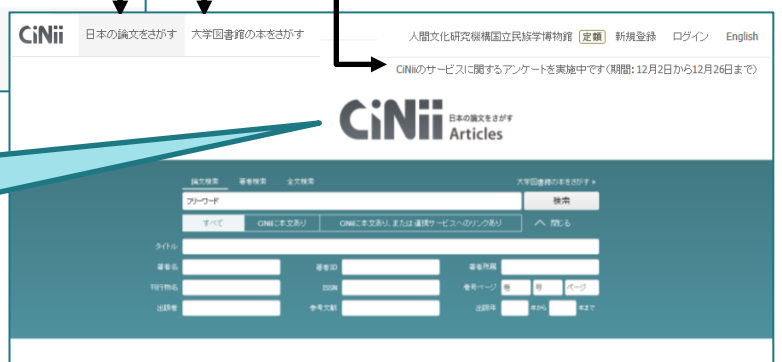 CiNii 日本の論文をさがす 大学図書館の本をさがす 人間文化研究機構国立民族学博物館 定額 新規登録 ログイン English
CiNiiのサービスに関するアンケートを実施中です(期間:12月2日から12月26日まで)
CiNii 日本の論文をさがす
Articles
論文検索 著者検索 全文検索 大学図書館の本をさがす
フリーワード 検索
すべて CiNiiに本文あり CiNiiに本文あり、または連携サービスへのリンクあり 閉じる
タイトル
著者名 著者ID 著者所属
刊行物名 ISSN 巻号ページ 巻 号 ページ
出版者 参考文献 出版年 年から 年まで